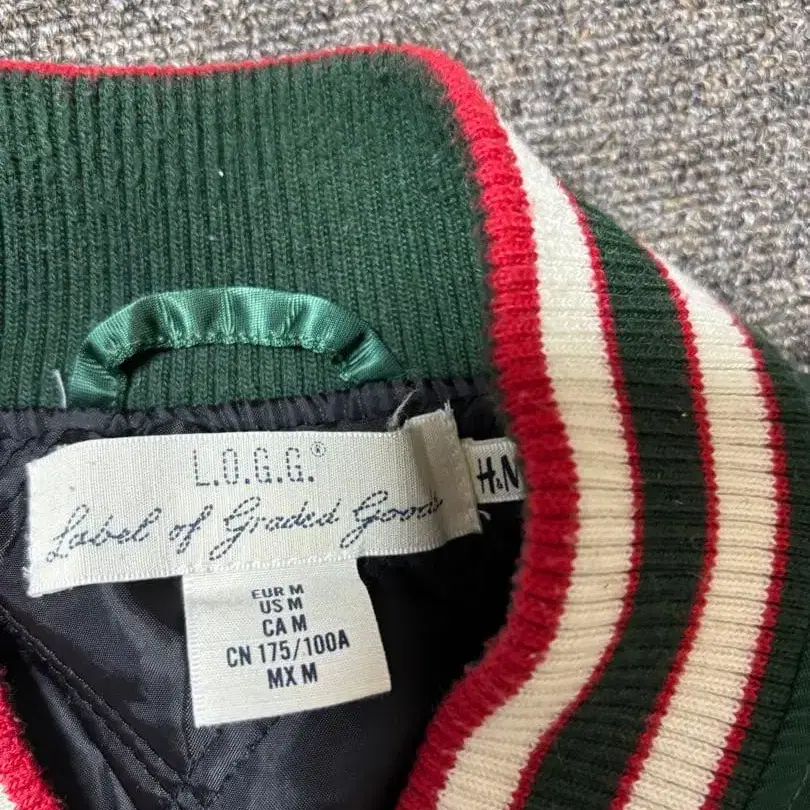 L.O.G.G.®
Label of Graded Goods
H&M
EUR M
US M
CA M
CN 175/100A
MX M